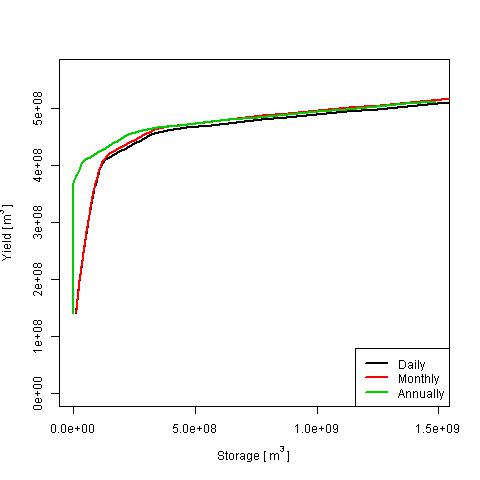 Yield [ m³ ]
5e+08
4e+08
3e+08
2e+08
1e+08
0e+00
Daily
Monthly
Annually
0.0e+00 5.0e+08 1.0e+09 1.5e+09
Storage [ m³ ]